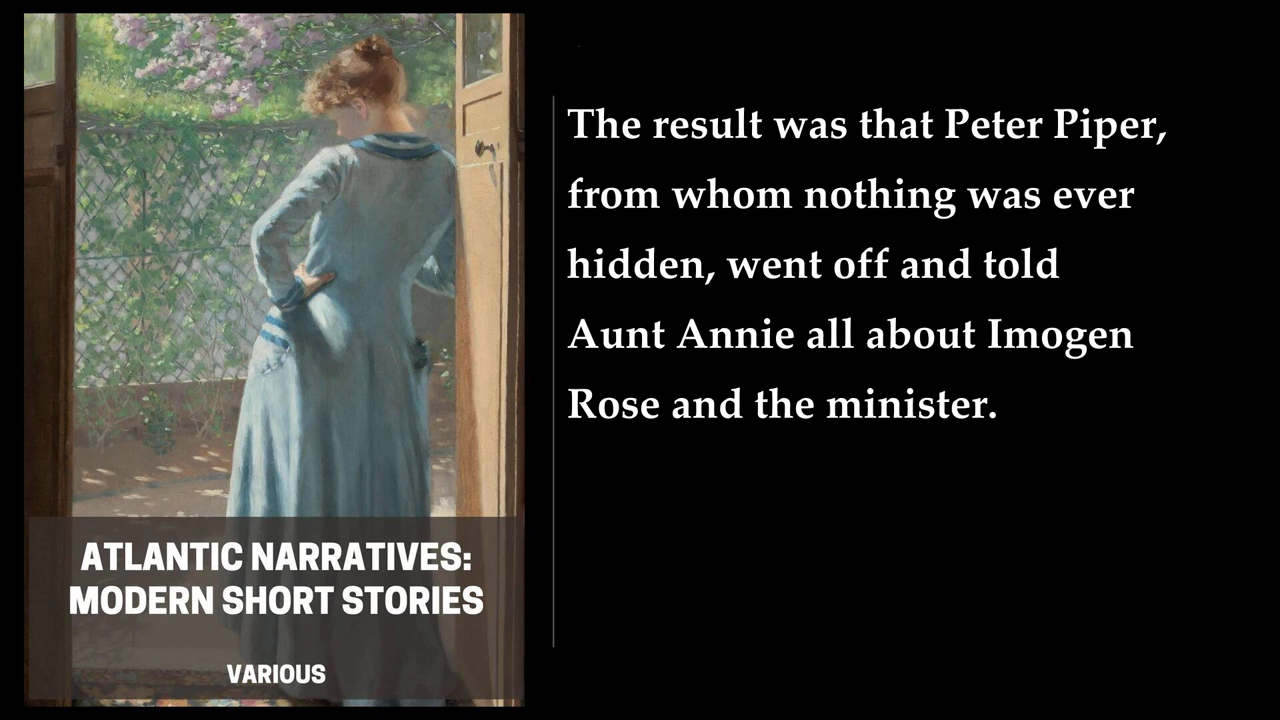 The result was that Peter Piper,
from whom nothing was ever
hidden, went off and told
Aunt Annie all about Imogen
Rose and the minister.
ATLANTIC NARRATIVES:
MODERN SHORT STORIES
VARIOUS